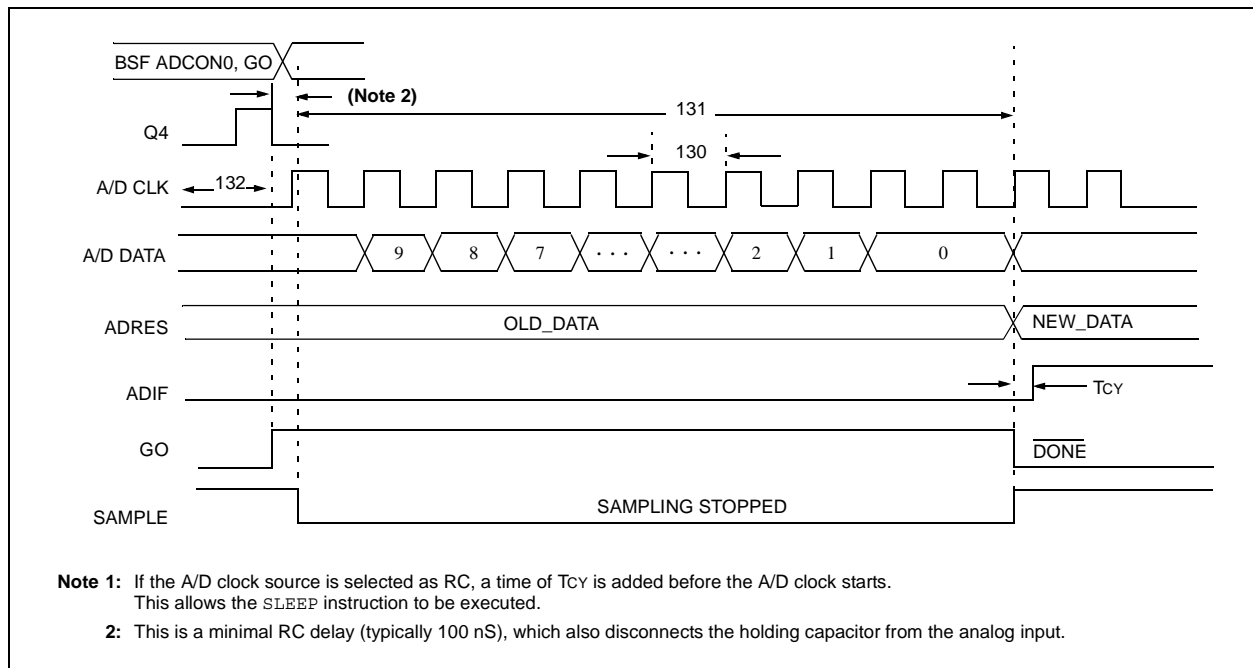 BSF ADCON0, GO
(Note 2)
131
Q4
130
A/D CLK
132
A/D DATA
9 8 7 · · · · · · 2 1 0
ADRES
OLD_DATA
NEW_DATA
ADIF
TCY
GO
DONE
SAMPLE
SAMPLING STOPPED
Note 1: If the A/D clock source is selected as RC, a time of TCY is added before the A/D clock starts.
This allows the SLEEP instruction to be executed.
2: This is a minimal RC delay (typically 100 nS), which also disconnects the holding capacitor from the analog input.